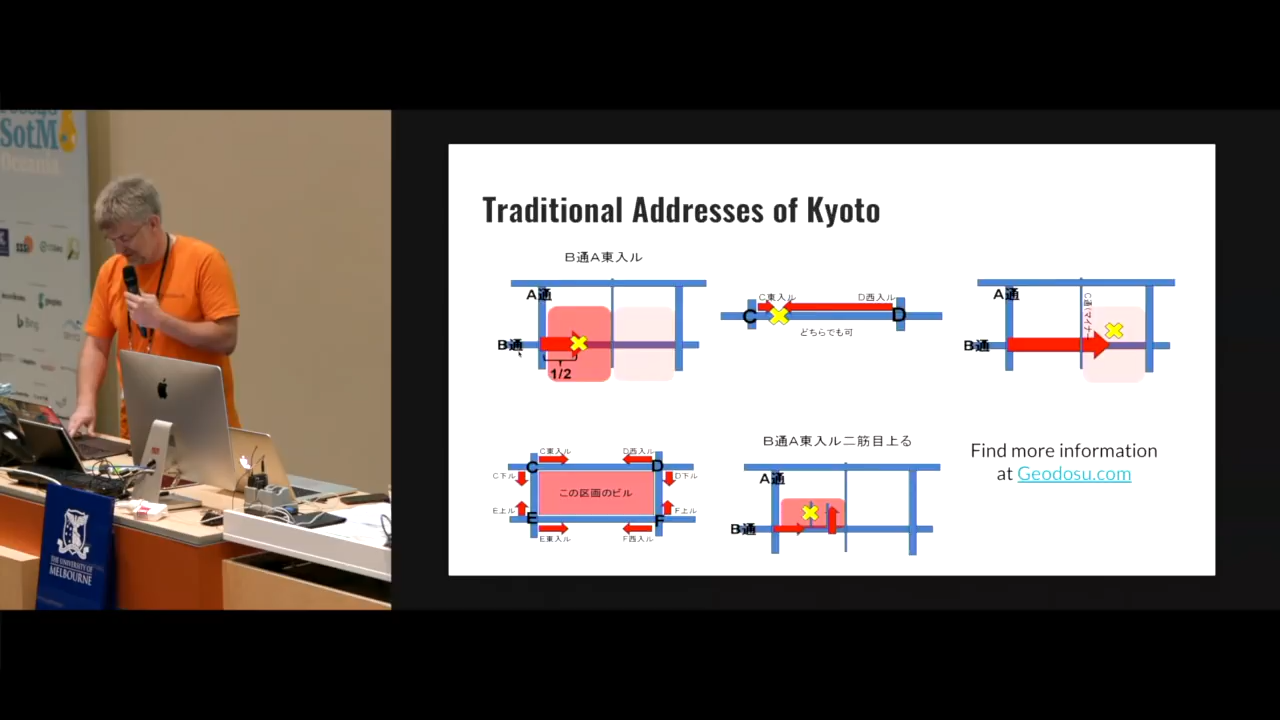 SotM
Oceania
Bing
THE UNIVERSITY OF
MELBOURNE
Traditional Addresses of Kyoto
B通A東入ル
A通
B通
1/2
C東入ル
D西入ル
C
D
どちらでも可
A通
B通
C東入ル
D西入ル
C
D
C下ル
D下ル
この区画のビル
E上ル
F上ル
E
F
E東入ル
F西入ル
B通A東入ル二筋目上る
A通
B通
Find more information
at Geodosu.com